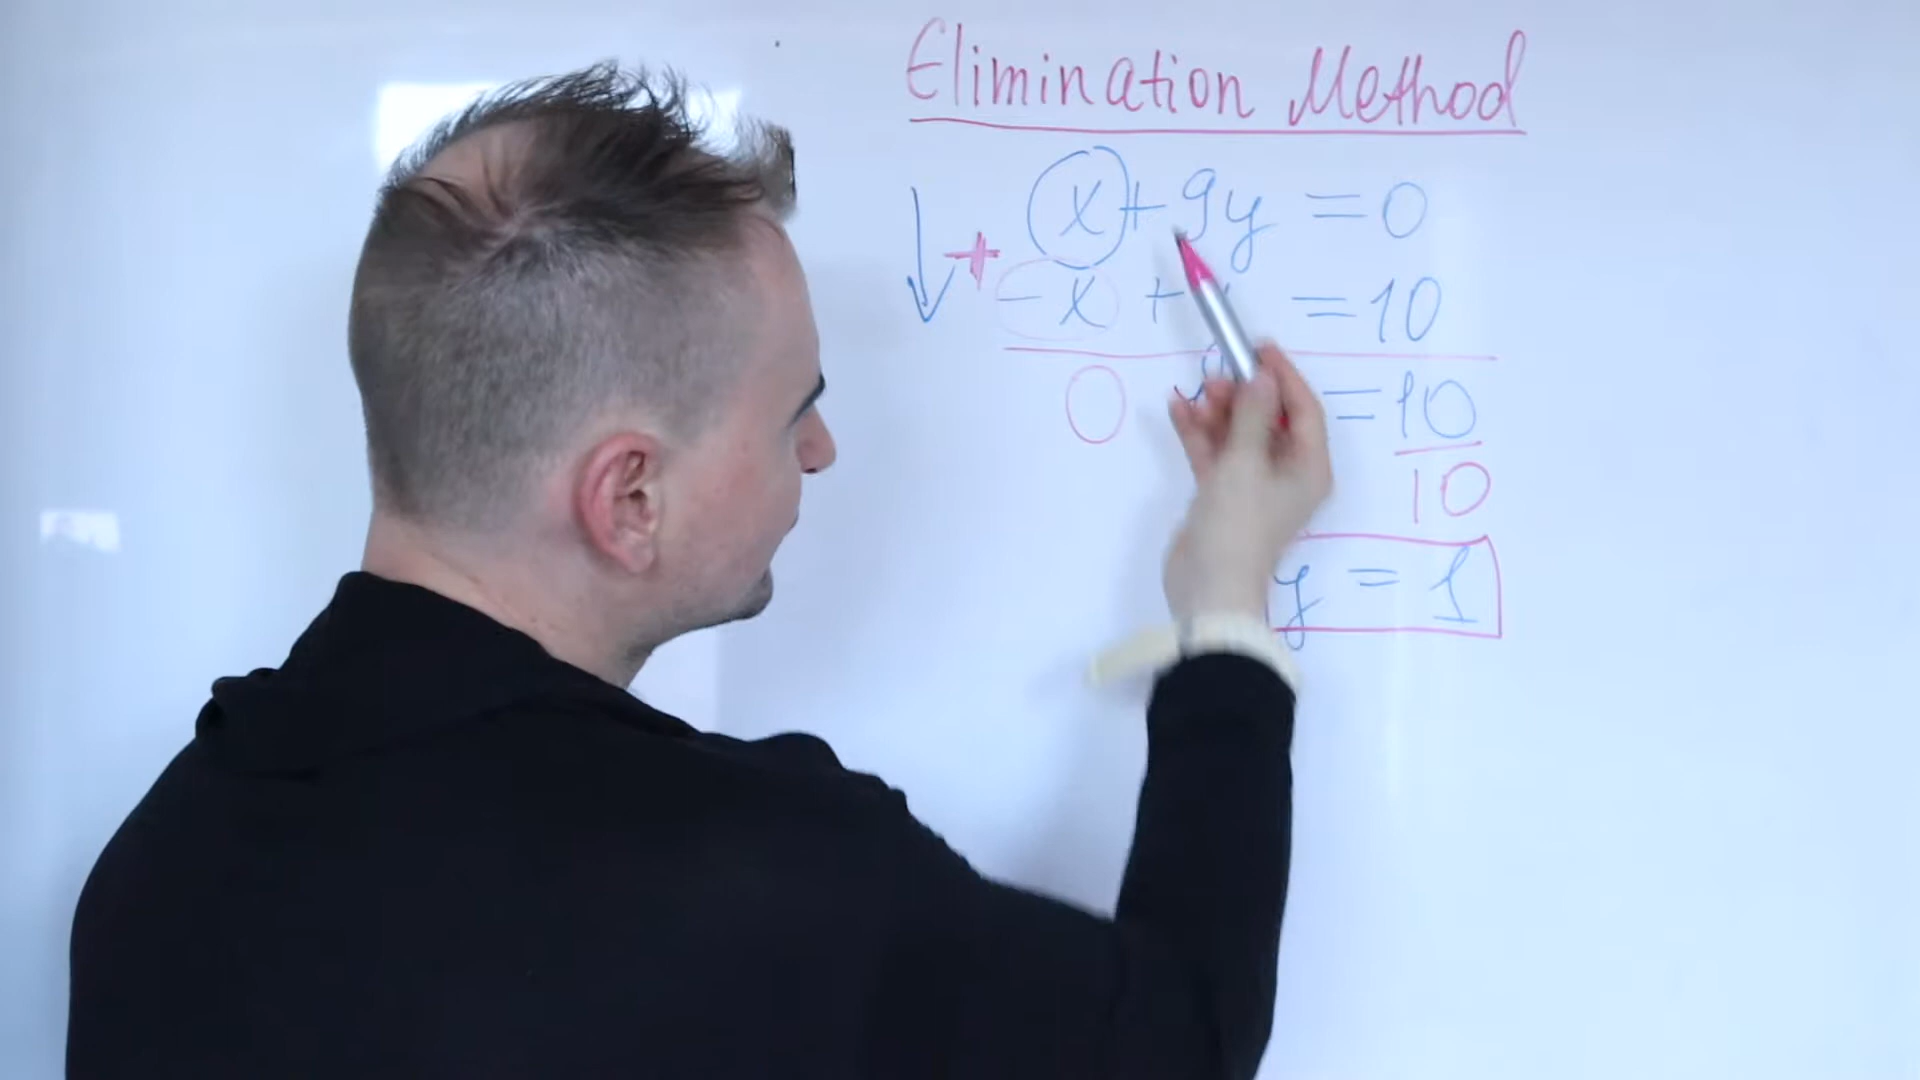 Elimination Method
x + 9y = 0
+ - x + = 10
0 = 10
10
y = 1